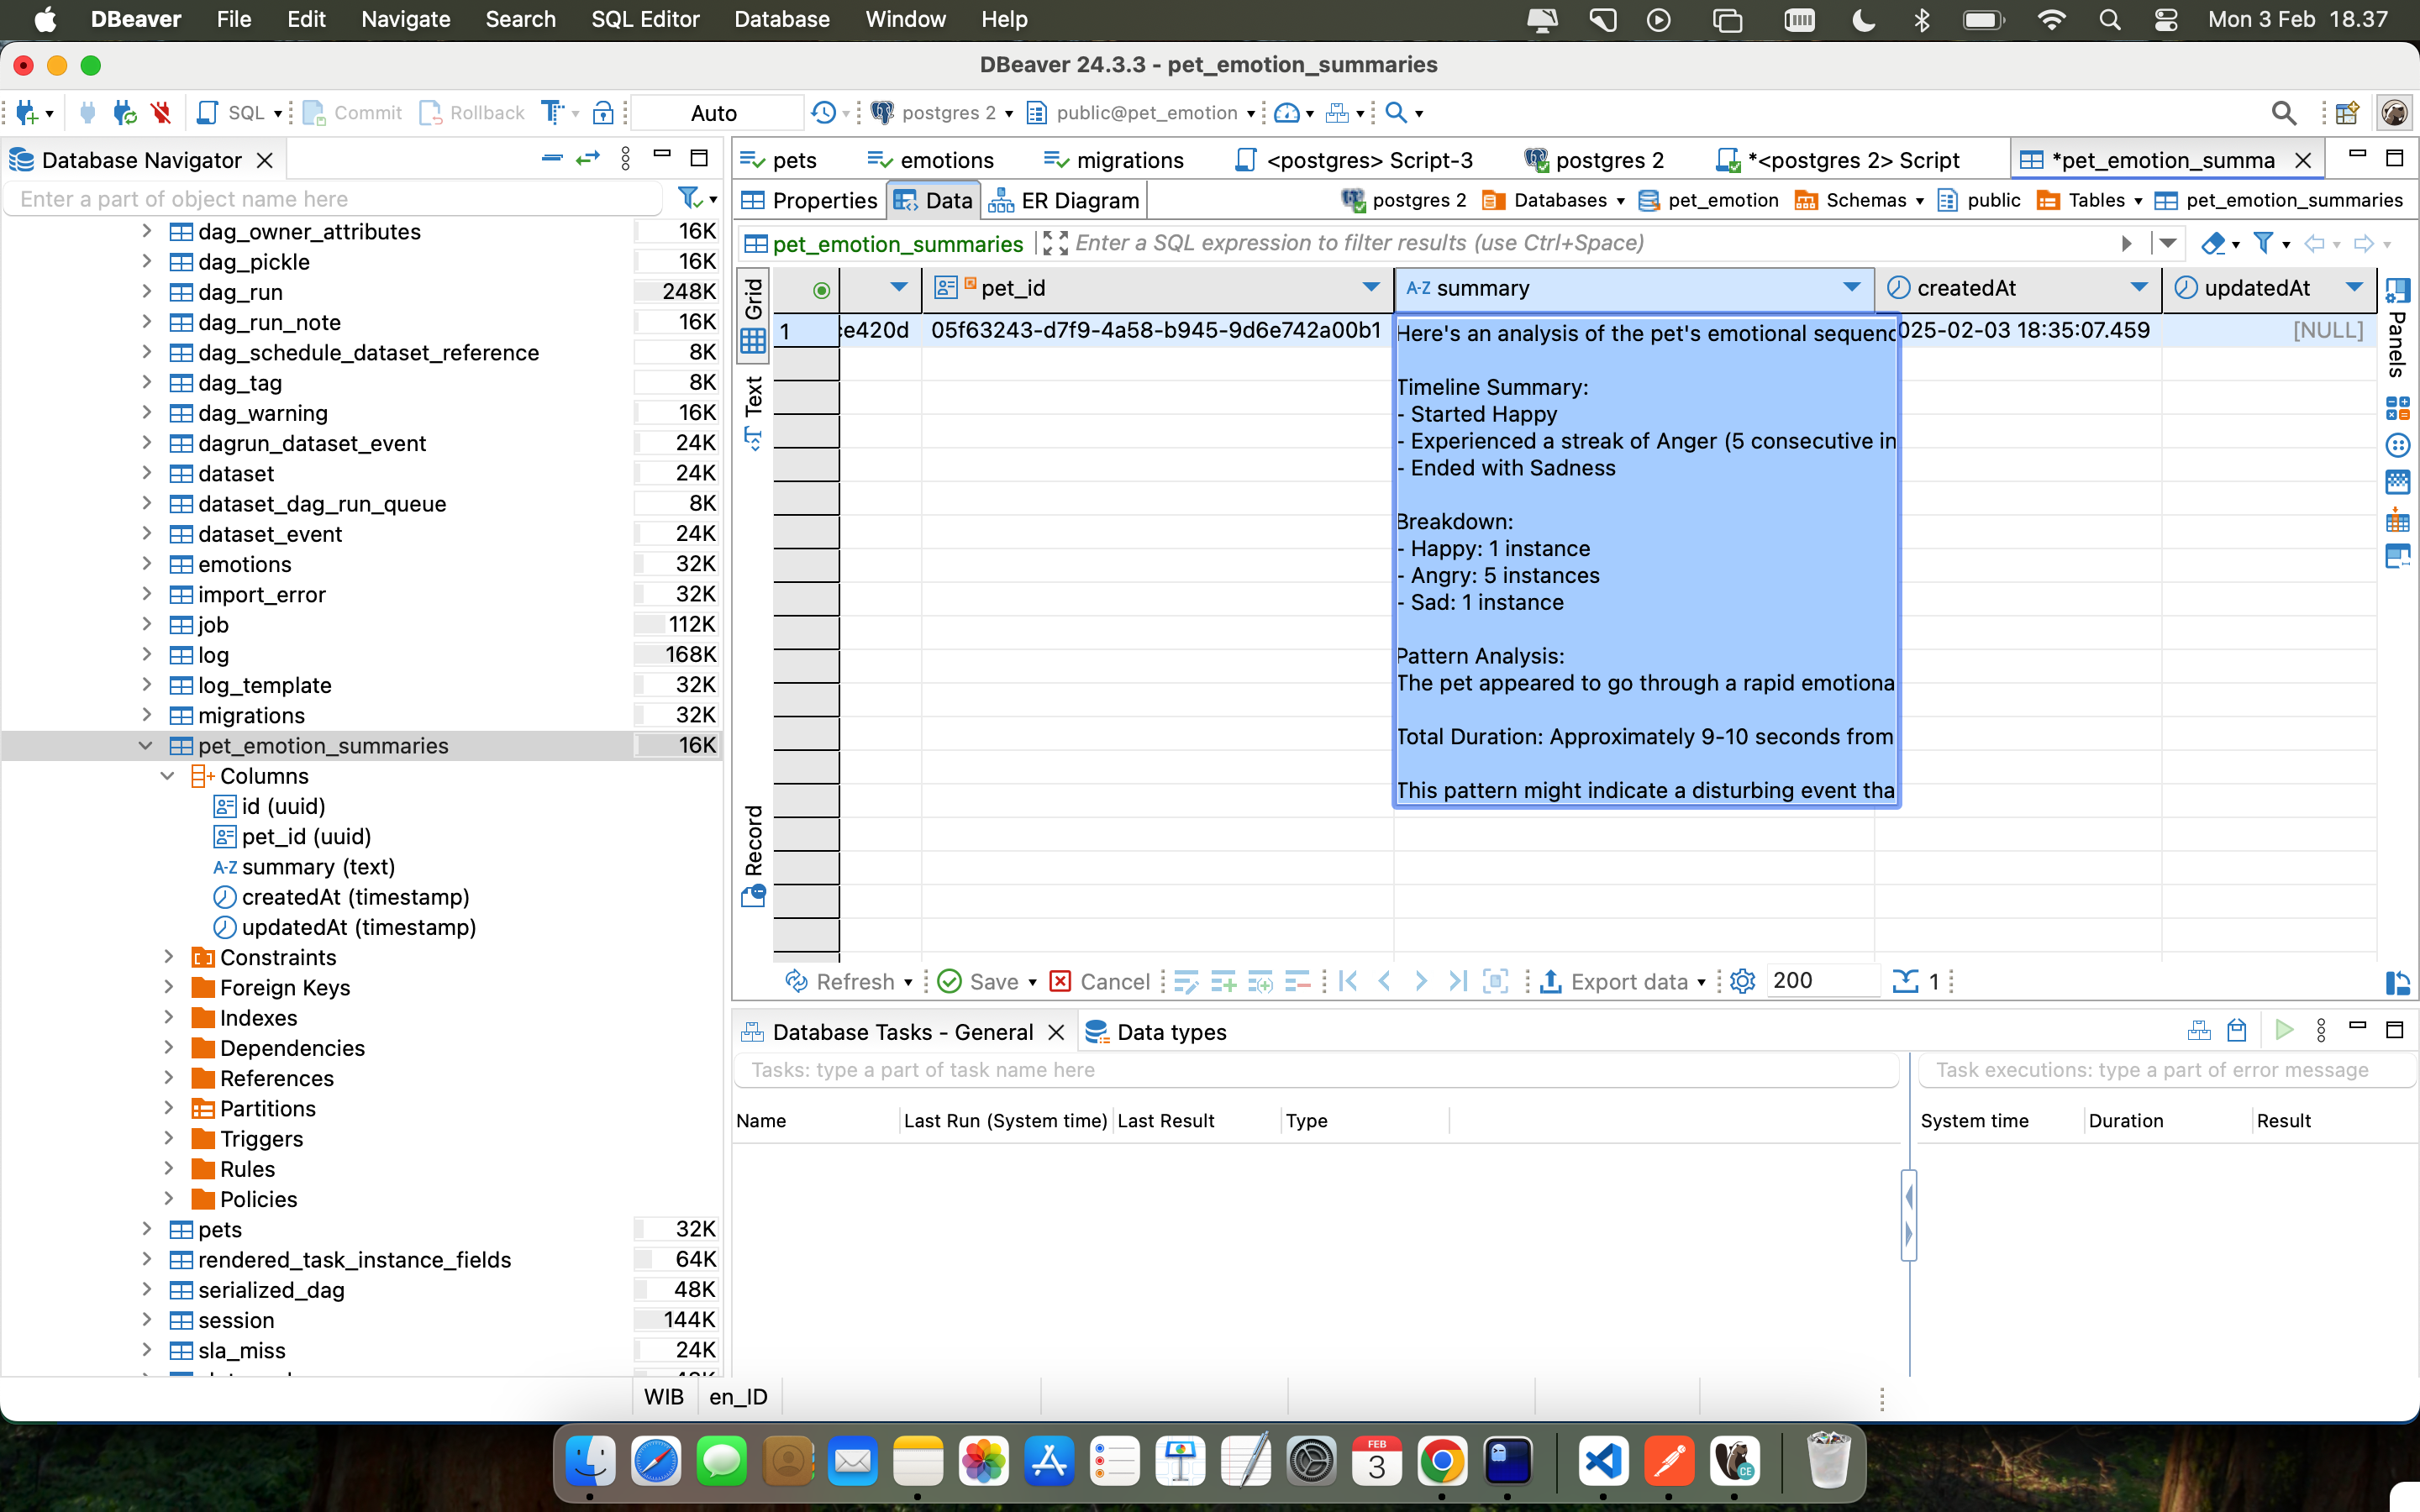 DBeaver File Edit Navigate Search SQL Editor Database Window Help Mon 3 Feb 18.37
DBeaver 24.3.3 - pet_emotion_summaries
SQL Commit Rollback Auto postgres 2 public@pet_emotion
Database Navigator
Enter a part of object name here
dag_owner_attributes 16K
dag_pickle 16K
dag_run 248K
dag_run_note 16K
dag_schedule_dataset_reference 8K
dag_tag 8K
dag_warning 16K
dagrun_dataset_event 24K
dataset 24K
dataset_dag_run_queue 8K
dataset_event 24K
emotions 32K
import_error 32K
job 112K
log 168K
log_template 32K
migrations 32K
pet_emotion_summaries 16K
Columns
id (uuid)
pet_id (uuid)
A-Z summary (text)
createdAt (timestamp)
updatedAt (timestamp)
Constraints
Foreign Keys
Indexes
Dependencies
References
Partitions
Triggers
Rules
Policies
pets 32K
rendered_task_instance_fields 64K
serialized_dag 48K
session 144K
sla_miss 24K
pets emotions migrations <postgres> Script-3 postgres 2 *<postgres 2> Script *pet_emotion_summa
Properties Data ER Diagram postgres 2 Databases pet_emotion Schemas public Tables pet_emotion_summaries
pet_emotion_summaries Enter a SQL expression to filter results (use Ctrl+Space)
Grid
Text
Record
pet_id A-Z summary createdAt updatedAt
1 ce420d 05f63243-d7f9-4a58-b945-9d6e742a00b1 025-02-03 18:35:07.459 [NULL]
Here's an analysis of the pet's emotional sequenc
Timeline Summary:
- Started Happy
- Experienced a streak of Anger (5 consecutive in
- Ended with Sadness
Breakdown:
- Happy: 1 instance
- Angry: 5 instances
- Sad: 1 instance
Pattern Analysis:
The pet appeared to go through a rapid emotiona
Total Duration: Approximately 9-10 seconds from
This pattern might indicate a disturbing event tha
Panels
Refresh Save Cancel Export data 200 1
Database Tasks - General Data types
Tasks: type a part of task name here
Task executions: type a part of error message
Name Last Run (System time) Last Result Type
System time Duration Result
WIB en_ID
FEB
3
CE